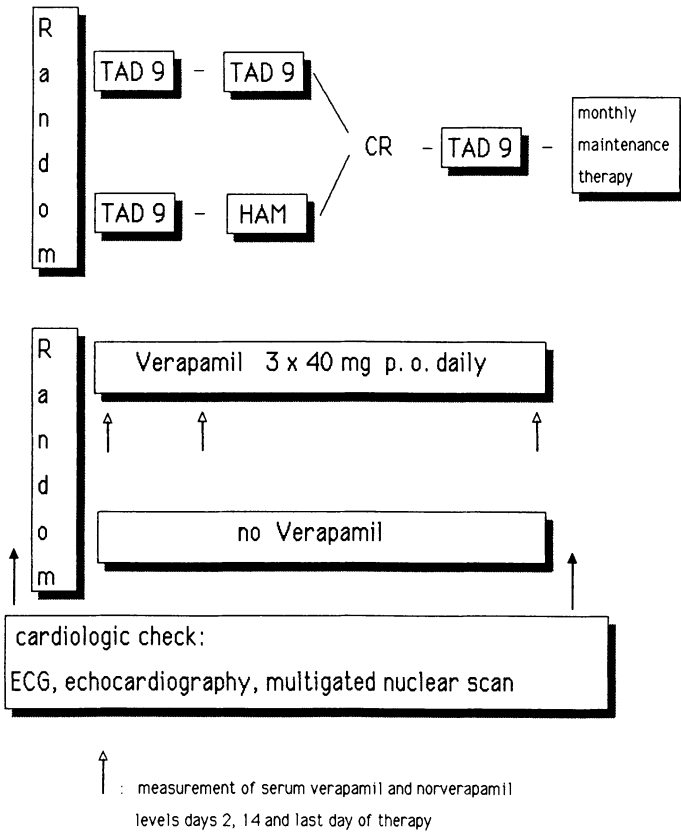 Random
TAD 9 - TAD 9
CR - TAD 9 - monthly
maintenance
therapy
TAD 9 - HAM
Random
Verapamil 3 x 40 mg p. o. daily
no Verapamil
cardiologic check:
ECG, echocardiography, multigated nuclear scan
: measurement of serum verapamil and norverapamil
levels days 2, 14 and last day of therapy